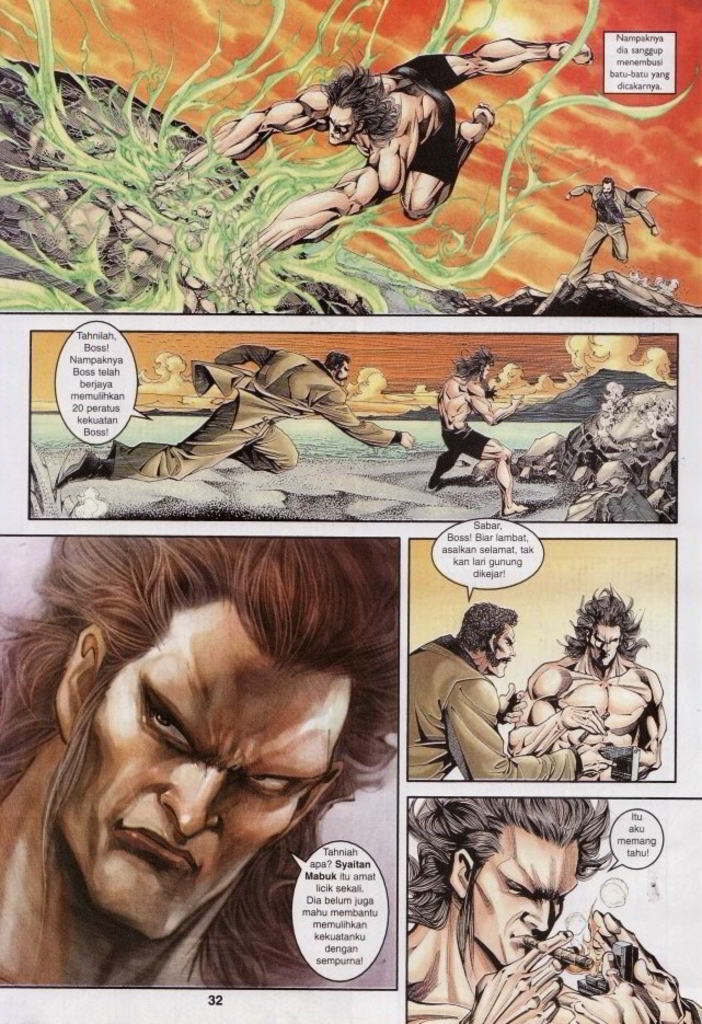 Nampaknya
dia sanggup
menembusi
batu-batu yang
dicakarnya.
Tahnilah,
Boss!
Nampaknya
Boss telah
berjaya
memulihkan
20 peratus
kekuatan
Boss!
Sabar,
Boss! Biar lambat,
asalkan selamat, tak
kan lari gunung
dikejar!
Tahniah
apa? Syaitan
Mabuk itu amat
licik sekali.
Dia belum juga
mahu membantu
kekuatanku
dengan
sempurna!
Itu
aku
memang
tahu!
32